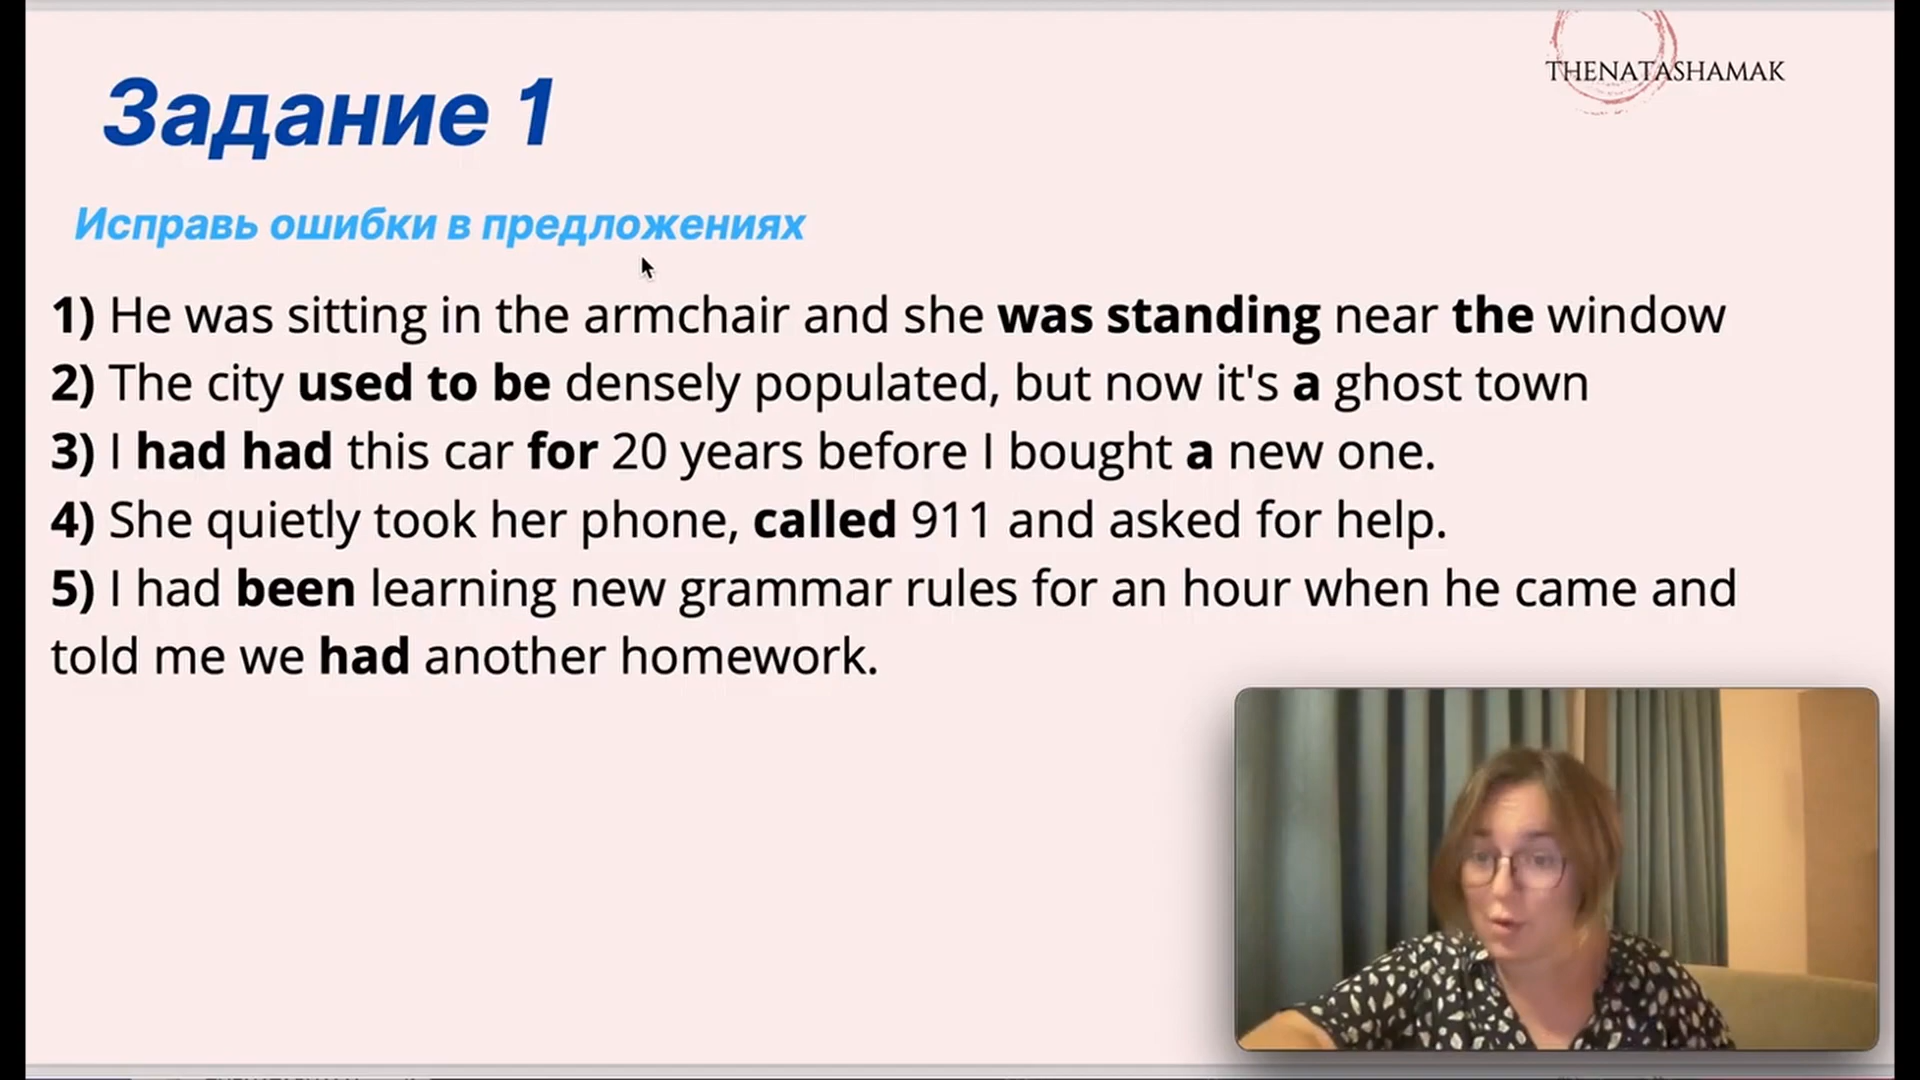 THENATASHAMAK
Задание 1
Исправь ошибки в предложениях
1) He was sitting in the armchair and she was standing near the window
2) The city used to be densely populated, but now it's a ghost town
3) I had had this car for 20 years before I bought a new one.
4) She quietly took her phone, called 911 and asked for help.
5) I had been learning new grammar rules for an hour when he came and
told me we had another homework.